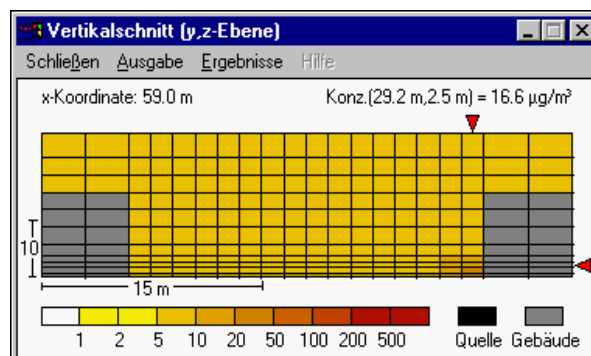 Vertikalschnitt (y,z-Ebene)
Schließen Ausgabe Ergebnisse Hilfe
x-Koordinate: 59.0 m Konz.(29.2 m,2.5 m) = 16.6 µg/m³
10
15 m
1 2 5 10 20 50 100 200 500 Quelle Gebäude